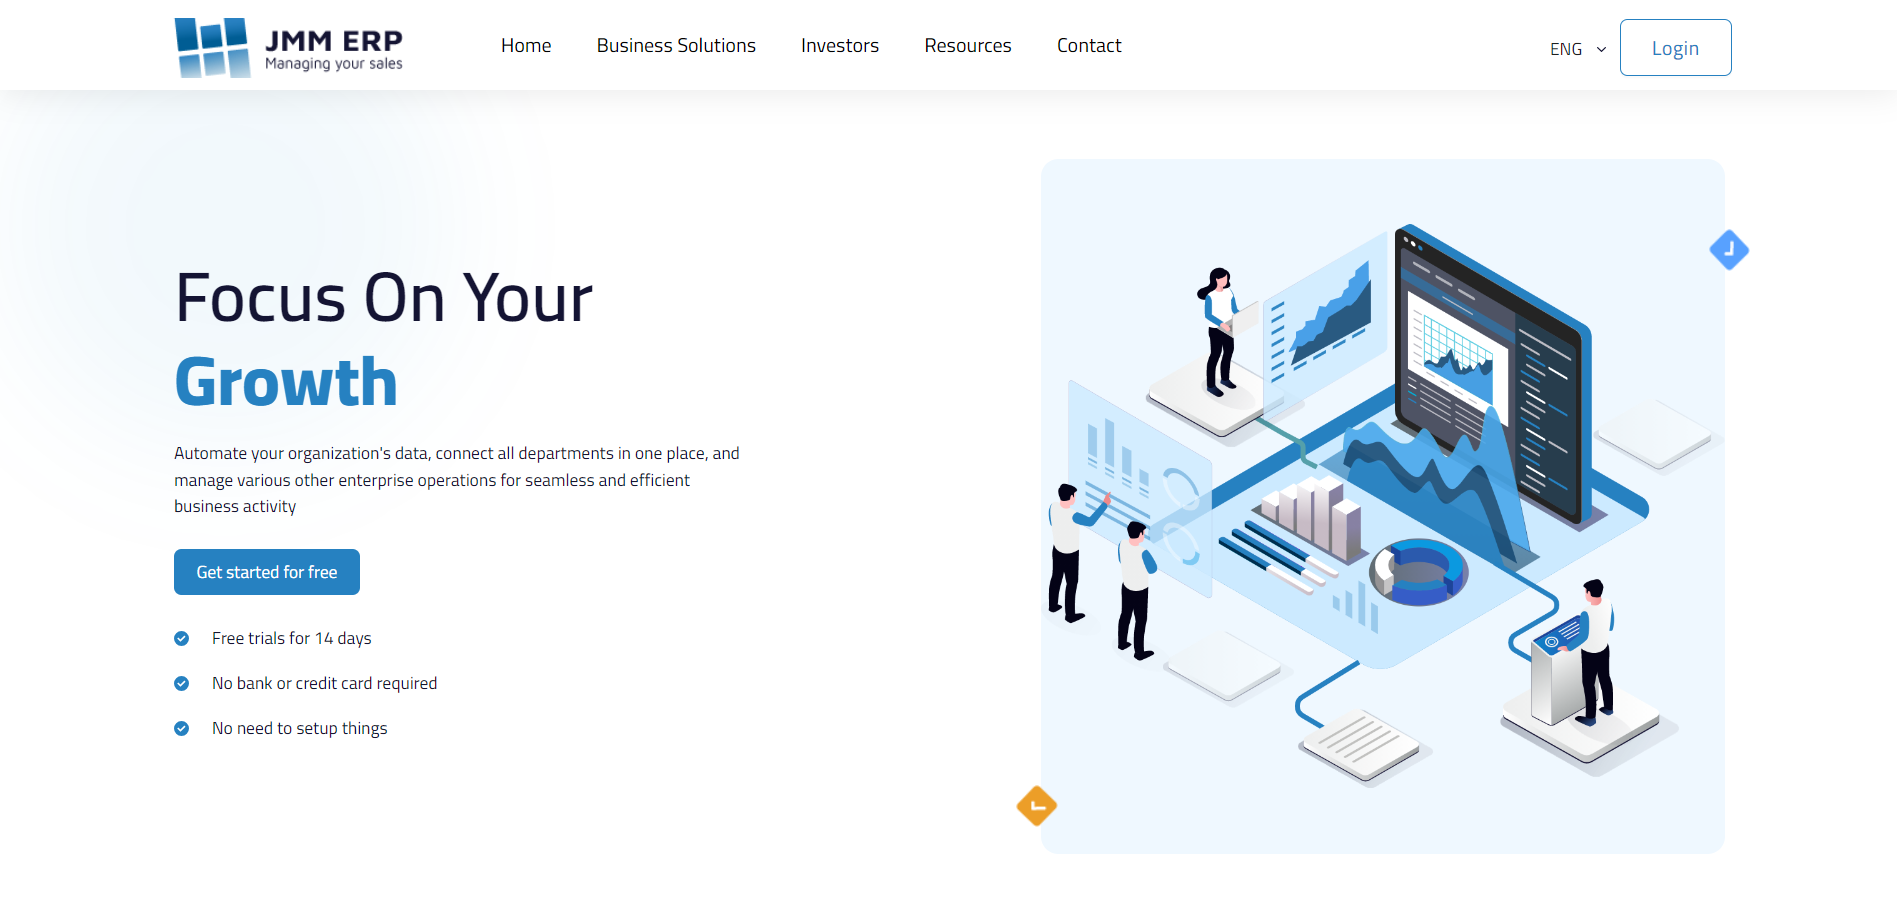 JMM ERP
Managing your sales
Home
Business Solutions
Investors
Resources
Contact
ENG
Login
Focus On Your
Growth
Automate your organization's data, connect all departments in one place, and
manage various other enterprise operations for seamless and efficient
business activity
Get started for free
Free trials for 14 days
No bank or credit card required
No need to setup things